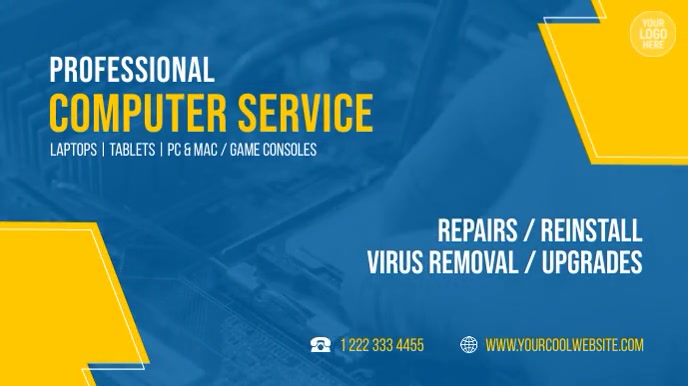 YOUR
LOGO
HERE
PROFESSIONAL
COMPUTER SERVICE
LAPTOPS | TABLETS | PC & MAC / GAME CONSOLES
REPAIRS / REINSTALL
VIRUS REMOVAL / UPGRADES
1 222 333 4455
WWW.YOURCOOLWEBSITE.COM